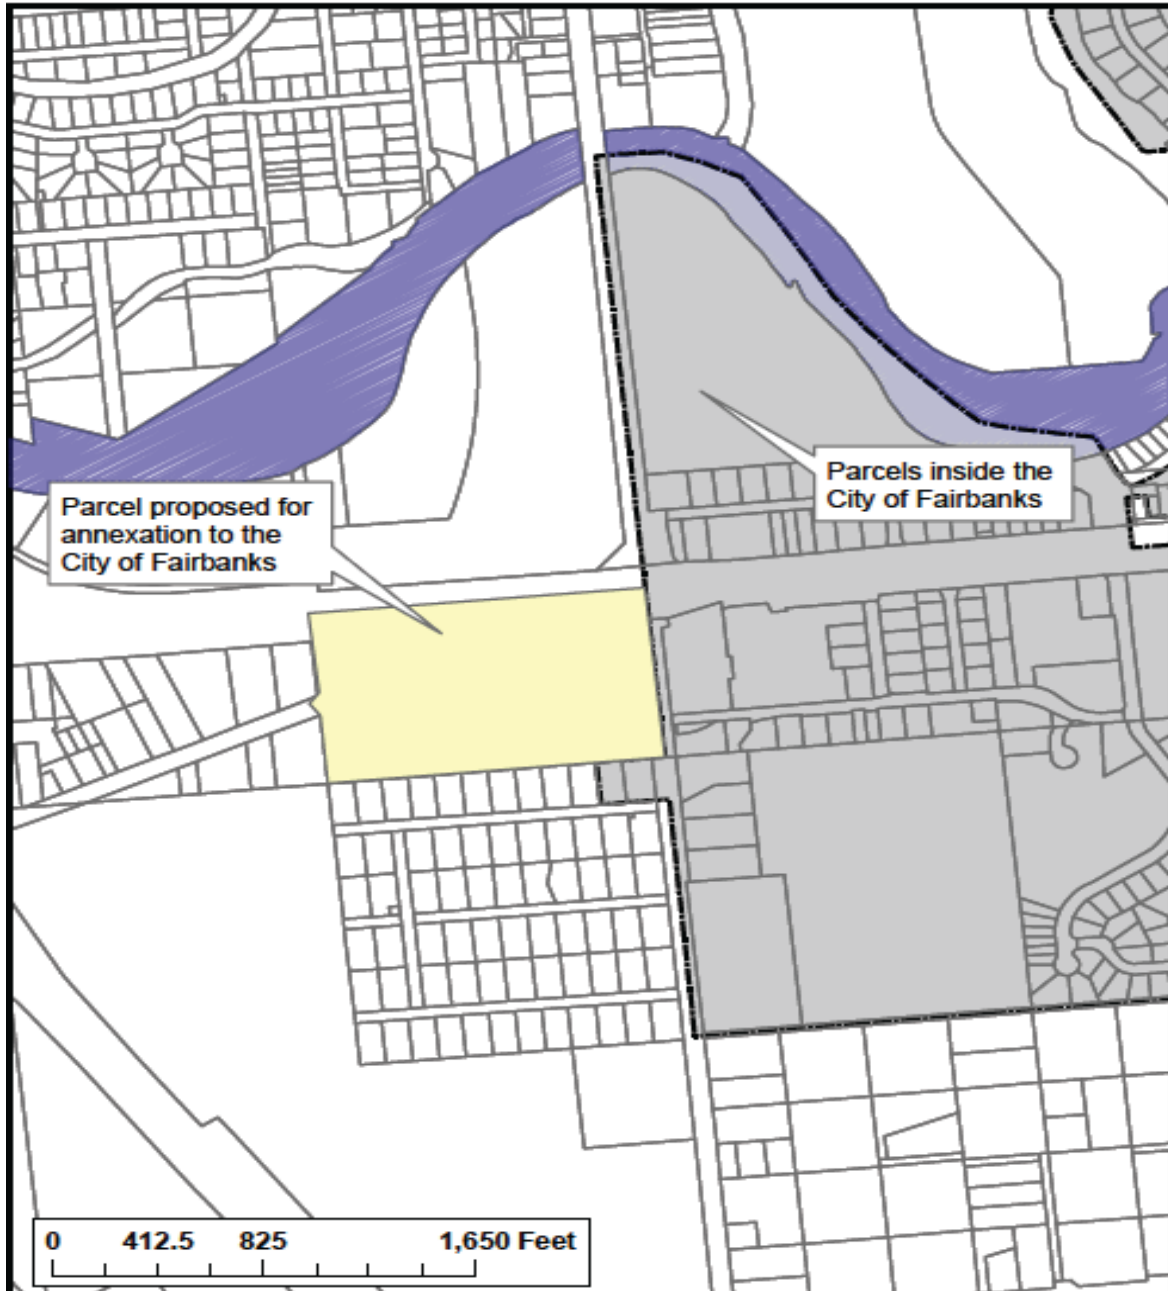 Parcels inside the
City of Fairbanks
Parcel proposed for
annexation to the
City of Fairbanks
0 412.5 825 1,650 Feet